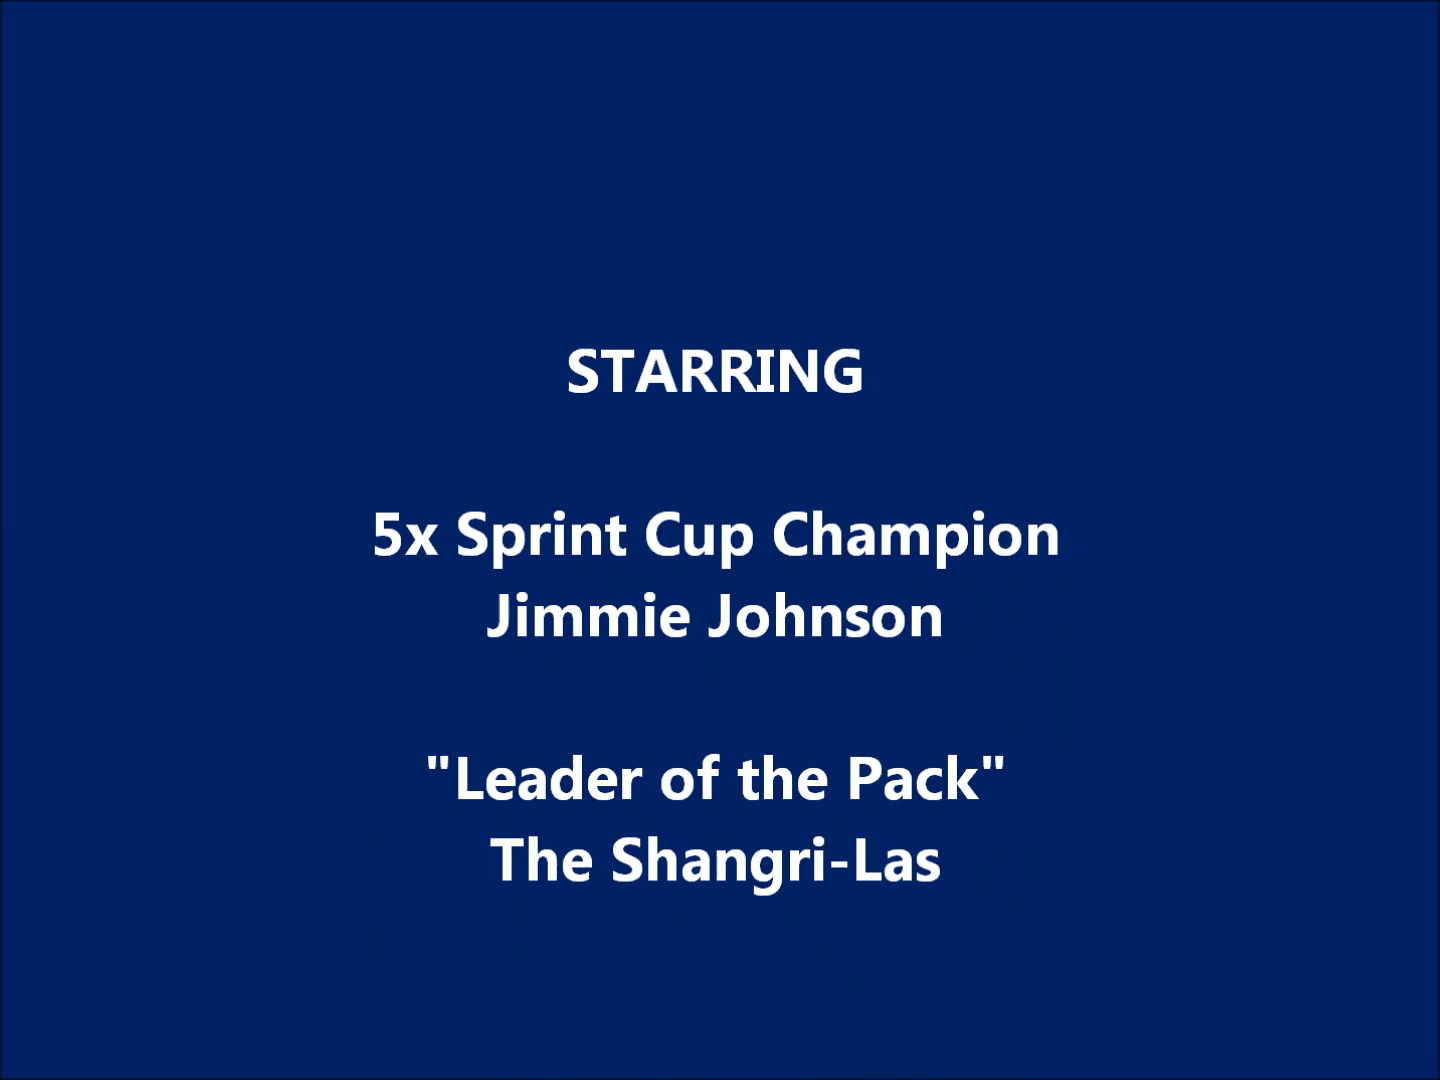 STARRING
5x Sprint Cup Champion
Jimmie Johnson
"Leader of the Pack"
The Shangri-Las